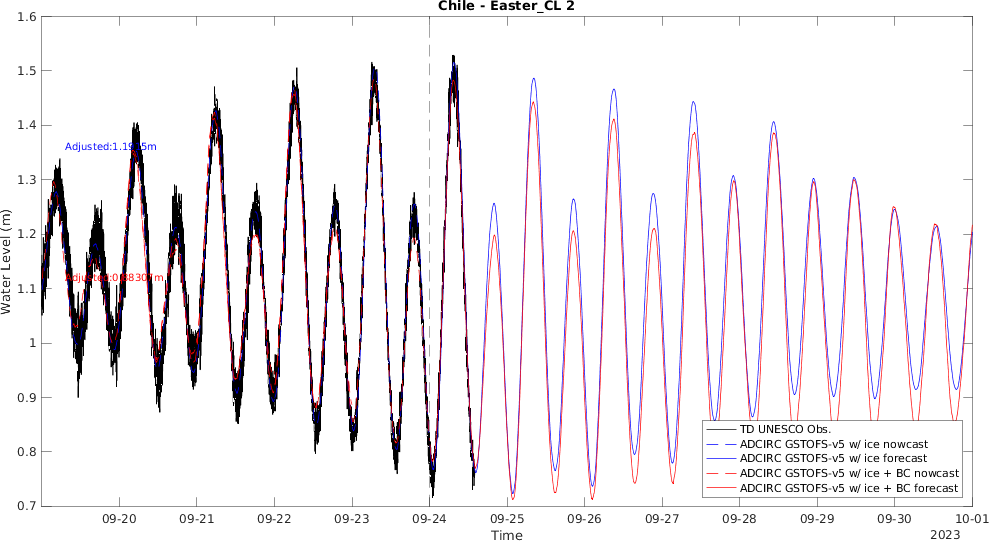 Chile - Easter_CL 2
1.6
1.5
1.4
1.3
1.2
1.1
1
0.9
0.8
0.7
Water Level (m)
Adjusted:1.1975m
09-20
09-21
09-22
09-23
09-24
09-25
09-26
09-27
09-28
09-29
09-30
10-01
Time
2023
TD UNESCO Obs.
ADCIRC GSTOFS-v5 w/ ice nowcast
ADCIRC GSTOFS-v5 w/ ice forecast
ADCIRC GSTOFS-v5 w/ ice + BC nowcast
ADCIRC GSTOFS-v5 w/ ice + BC forecast